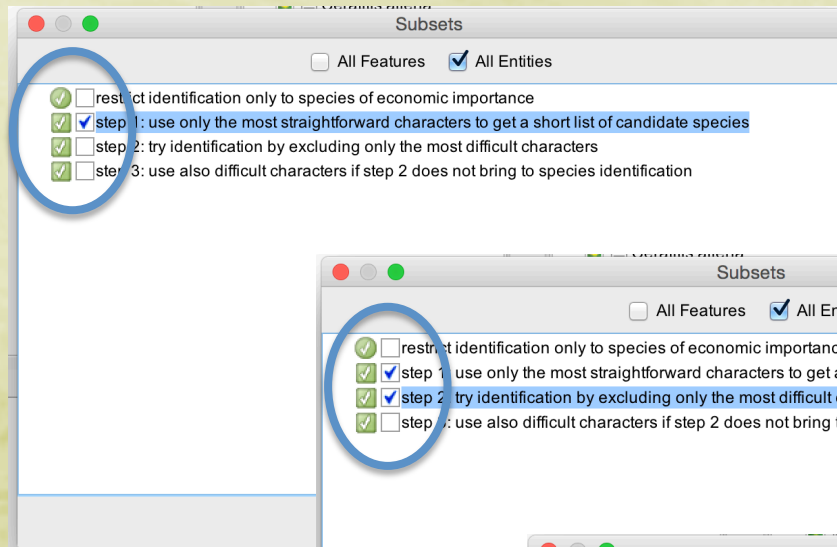 Subsets
All Features All Entities
restrict identification only to species of economic importance
step 1: use only the most straightforward characters to get a short list of candidate species
step 2: try identification by excluding only the most difficult characters
step 3: use also difficult characters if step 2 does not bring to species identification
Subsets
All Features All En
restrict identification only to species of economic importanc
step 1: use only the most straightforward characters to get a
step 2: try identification by excluding only the most difficult
step 3: use also difficult characters if step 2 does not bring